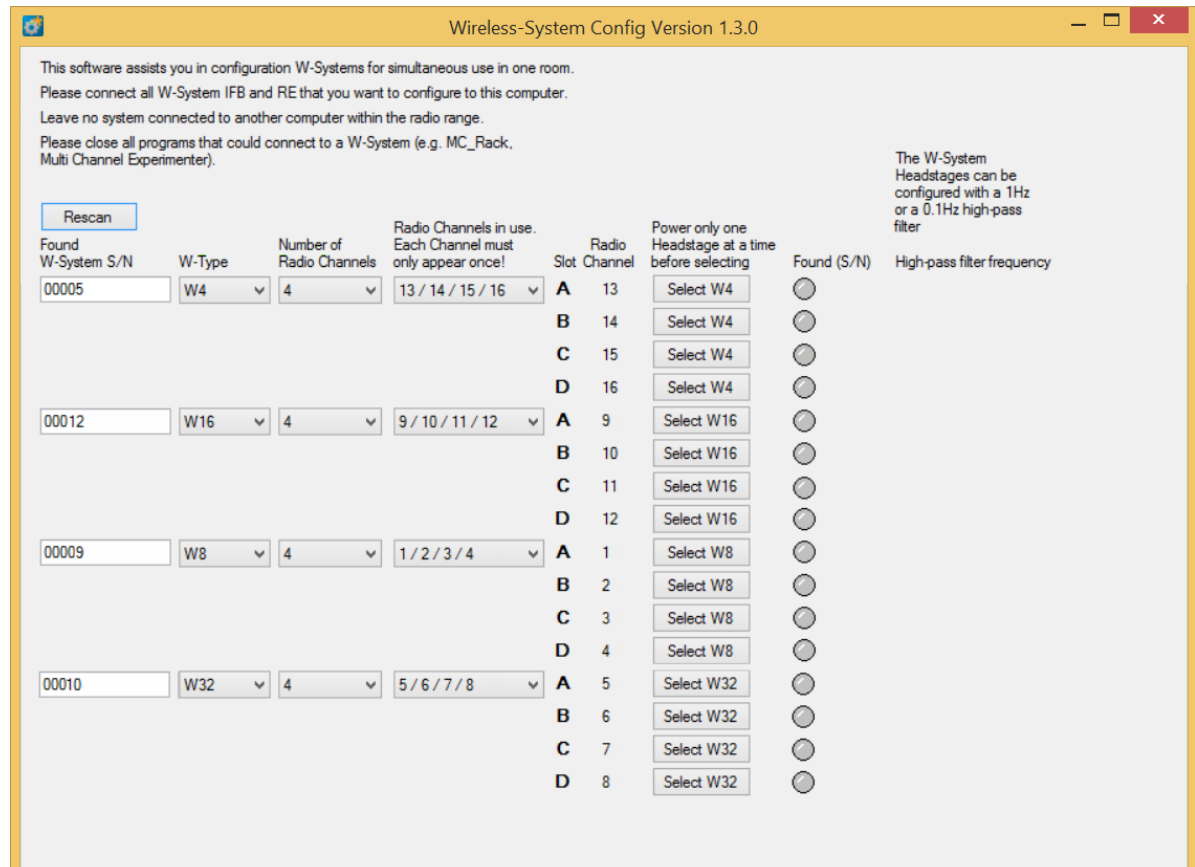 Wireless-System Config Version 1.3.0
This software assists you in configuration W-Systems for simultaneous use in one room.
Please connect all W-System IFB and RE that you want to configure to this computer.
Leave no system connected to another computer within the radio range.
Please close all programs that could connect to a W-System (e.g. MC_Rack,
Multi Channel Experimenter).
The W-System
Headstages can be
configured with a 1Hz
or a 0.1Hz high-pass
filter
Rescan
Found
W-System S/N
W-Type
Number of
Radio Channels
Radio Channels in use.
Each Channel must
only appear once!
Slot
Radio
Channel
Power only one
Headstage at a time
before selecting
Found (S/N)
High-pass filter frequency
00005 W4 4 13 / 14 / 15 / 16 A 13 Select W4
B 14 Select W4
C 15 Select W4
D 16 Select W4
00012 W16 4 9 / 10 / 11 / 12 A 9 Select W16
B 10 Select W16
C 11 Select W16
D 12 Select W16
00009 W8 4 1 / 2 / 3 / 4 A 1 Select W8
B 2 Select W8
C 3 Select W8
D 4 Select W8
00010 W32 4 5 / 6 / 7 / 8 A 5 Select W32
B 6 Select W32
C 7 Select W32
D 8 Select W32